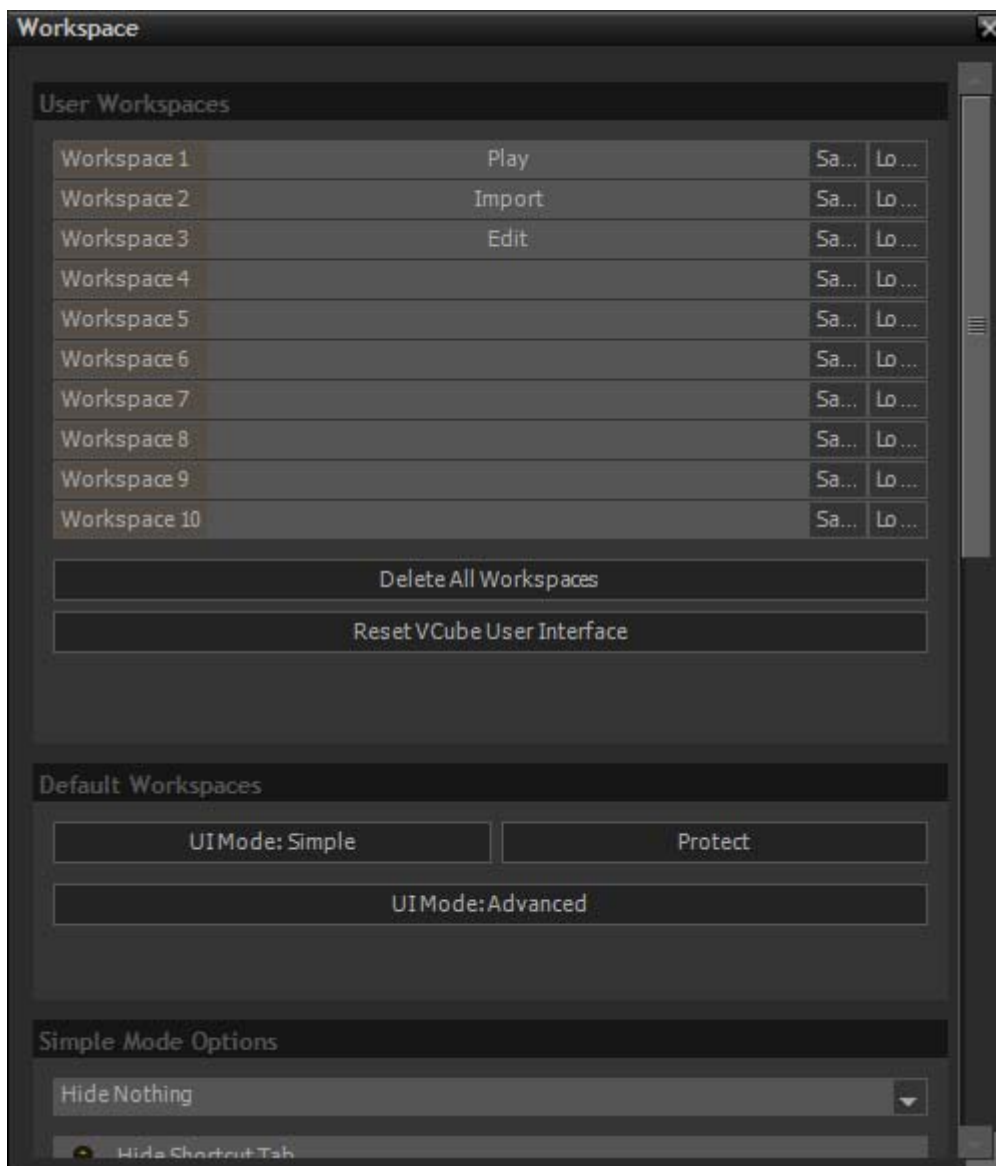 Workspace
User Workspaces
Workspace 1 Play Sa... Lo...
Workspace 2 Import Sa... Lo...
Workspace 3 Edit Sa... Lo...
Workspace 4 Sa... Lo...
Workspace 5 Sa... Lo...
Workspace 6 Sa... Lo...
Workspace 7 Sa... Lo...
Workspace 8 Sa... Lo...
Workspace 9 Sa... Lo...
Workspace 10 Sa... Lo...
Delete All Workspaces
Reset VCube User Interface
Default Workspaces
UI Mode: Simple Protect
UI Mode: Advanced
Simple Mode Options
Hide Nothing
Hide Shortcut Tab